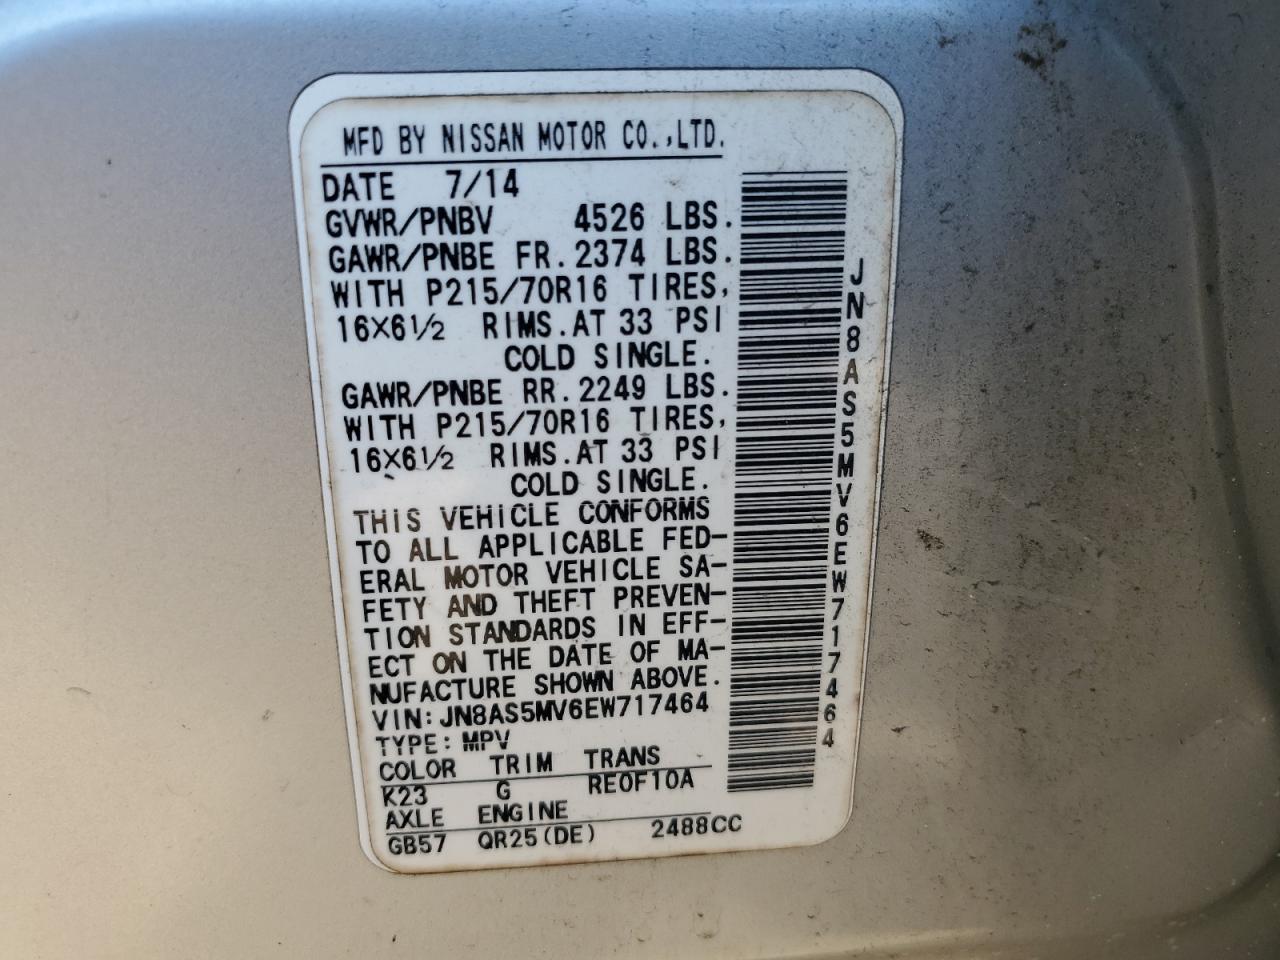 MFD BY NISSAN MOTOR CO.,LTD.
DATE 7/14
GVWR/PNBV 4526 LBS.
GAWR/PNBE FR.2374 LBS.
WITH P215/70R16 TIRES,
16×6½ RIMS.AT 33 PSI
COLD SINGLE.
GAWR/PNBE RR.2249 LBS.
WITH P215/70R16 TIRES,
16×6½ RIMS.AT 33 PSI
COLD SINGLE.
THIS VEHICLE CONFORMS
TO ALL APPLICABLE FED-
ERAL MOTOR VEHICLE SA-
FETY AND THEFT PREVEN-
TION STANDARDS IN EFF-
ECT ON THE DATE OF MA-
NUFACTURE SHOWN ABOVE.
VIN:JN8AS5MV6EW717464
TYPE:MPV
COLOR TRIM TRANS
K23 G RE0F10A
AXLE ENGINE
GB57 QR25(DE) 2488CC
JN8AS5MV6EW717464